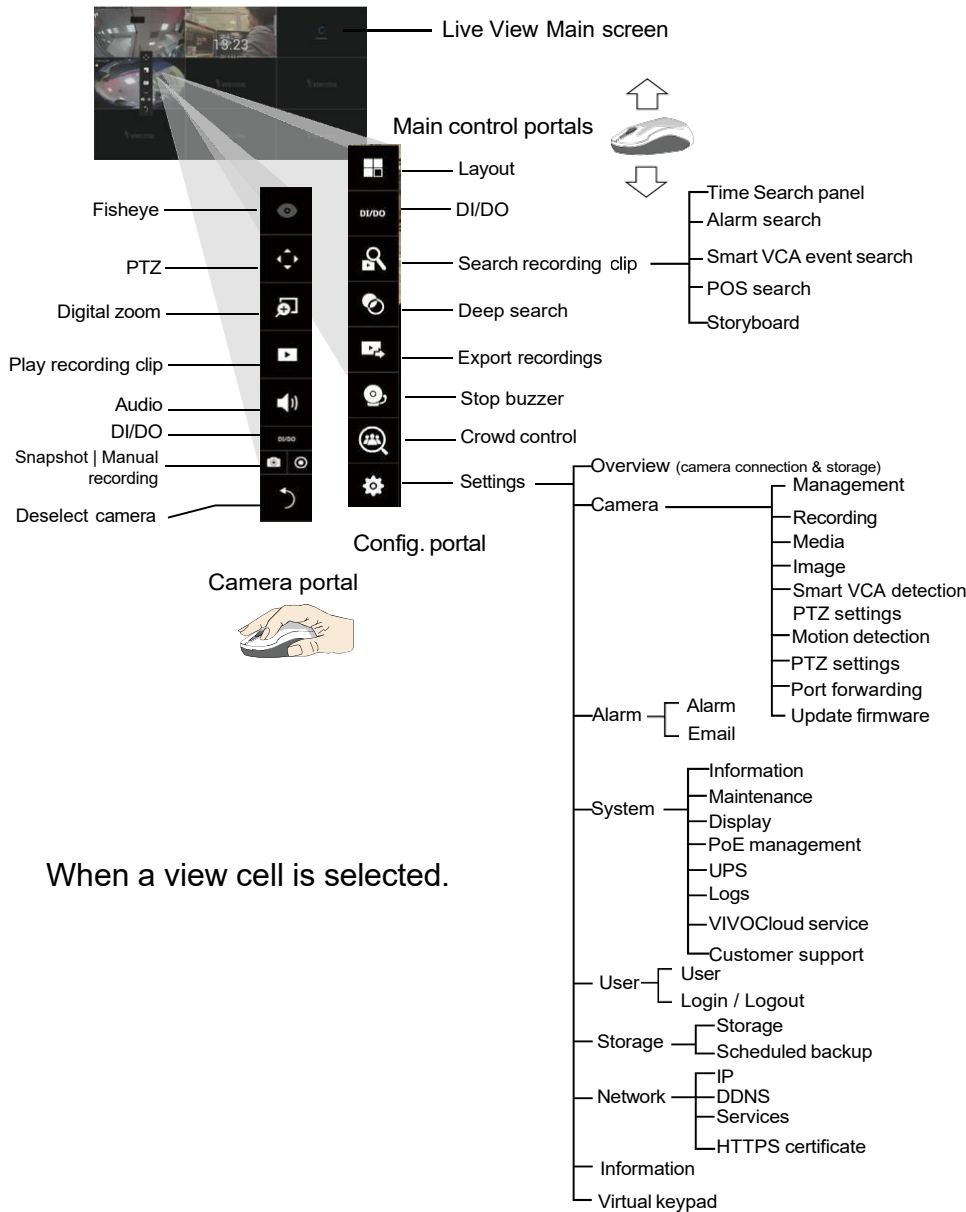 Live View Main screen
18:23
Main control portals
Layout
DI/DO
DI/DO
Search recording clip
Deep search
Export recordings
Stop buzzer
Crowd control
Settings
Config. portal
Time Search panel
Alarm search
Smart VCA event search
POS search
Storyboard
Fisheye
PTZ
Digital zoom
Play recording clip
Audio
DI/DO
DI/DO
Snapshot | Manual
recording
Deselect camera
Camera portal
When a view cell is selected.
Overview (camera connection & storage)
Camera
Management
Recording
Media
Image
Smart VCA detection
PTZ settings
Motion detection
PTZ settings
Port forwarding
Update firmware
Alarm
Alarm
Email
System
Information
Maintenance
Display
PoE management
UPS
Logs
VIVOCloud service
Customer support
User
User
Login / Logout
Storage
Storage
Scheduled backup
Network
IP
DDNS
Services
HTTPS certificate
Information
Virtual keypad